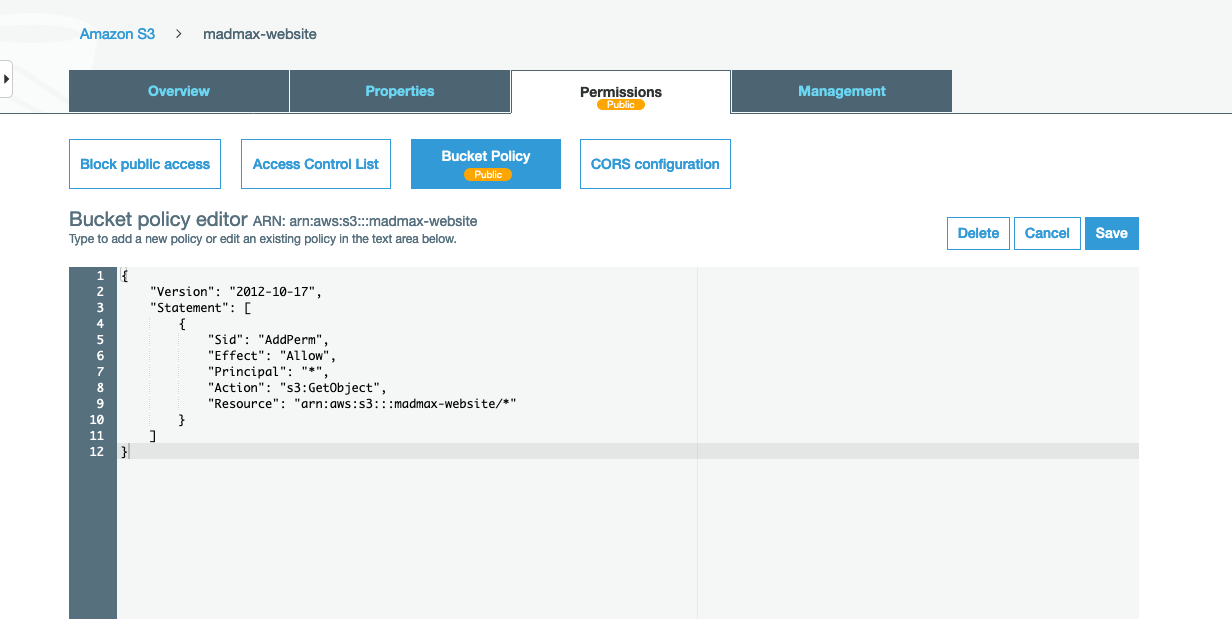 Amazon S3 > madmax-website
Overview Properties Permissions Management
Public
Block public access Access Control List Bucket Policy CORS configuration
Public
Bucket policy editor ARN: arn:aws:s3:::madmax-website
Type to add a new policy or edit an existing policy in the text area below.
Delete Cancel Save
1 {
2 "Version": "2012-10-17",
3 "Statement": [
4 {
5 "Sid": "AddPerm",
6 "Effect": "Allow",
7 "Principal": "*",
8 "Action": "s3:GetObject",
9 "Resource": "arn:aws:s3:::madmax-website/*"
10 }
11 ]
12 }